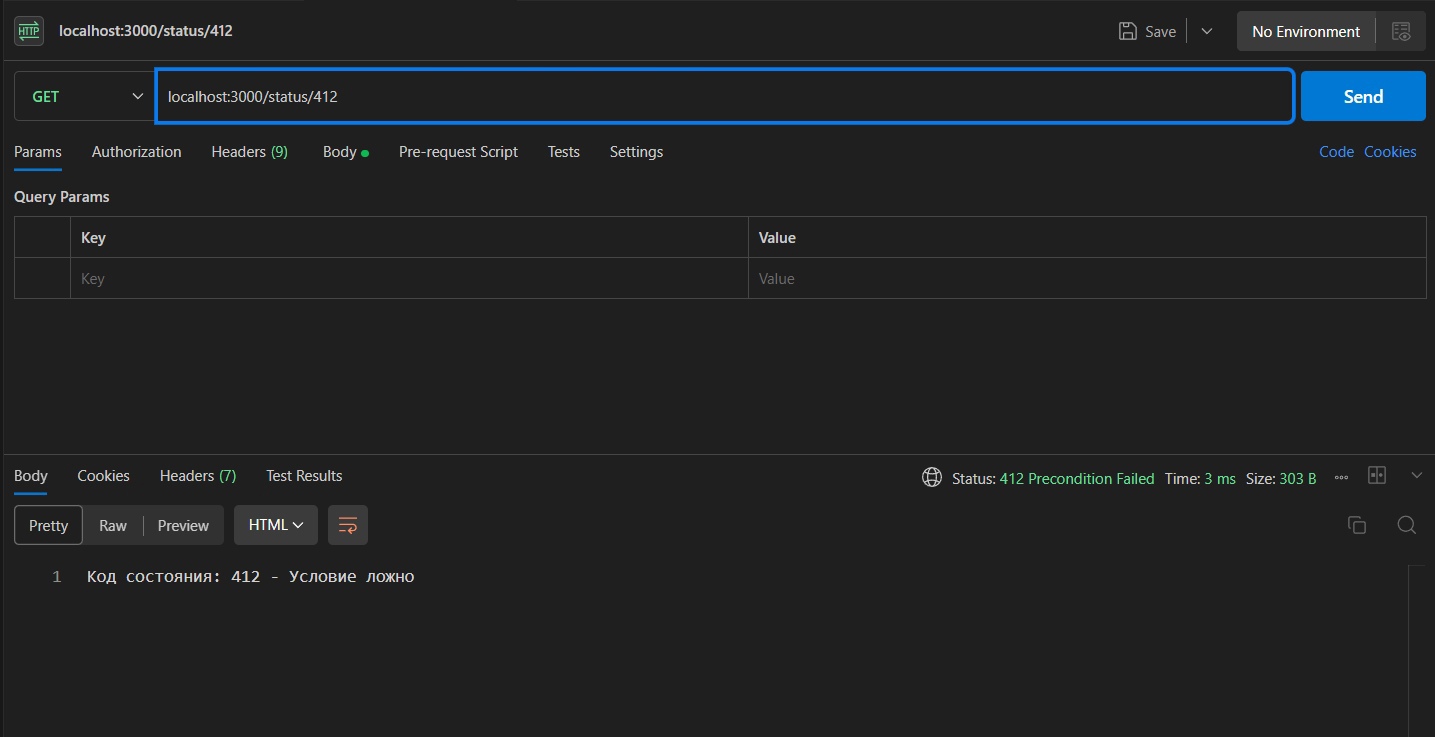 HTTP localhost:3000/status/412 Save No Environment
GET localhost:3000/status/412 Send
Params Authorization Headers (9) Body Pre-request Script Tests Settings Code Cookies
Query Params
Key Value
Key Value
Body Cookies Headers (7) Test Results Status: 412 Precondition Failed Time: 3 ms Size: 303 B
Pretty Raw Preview HTML
1 Код состояния: 412 - Условие ложно